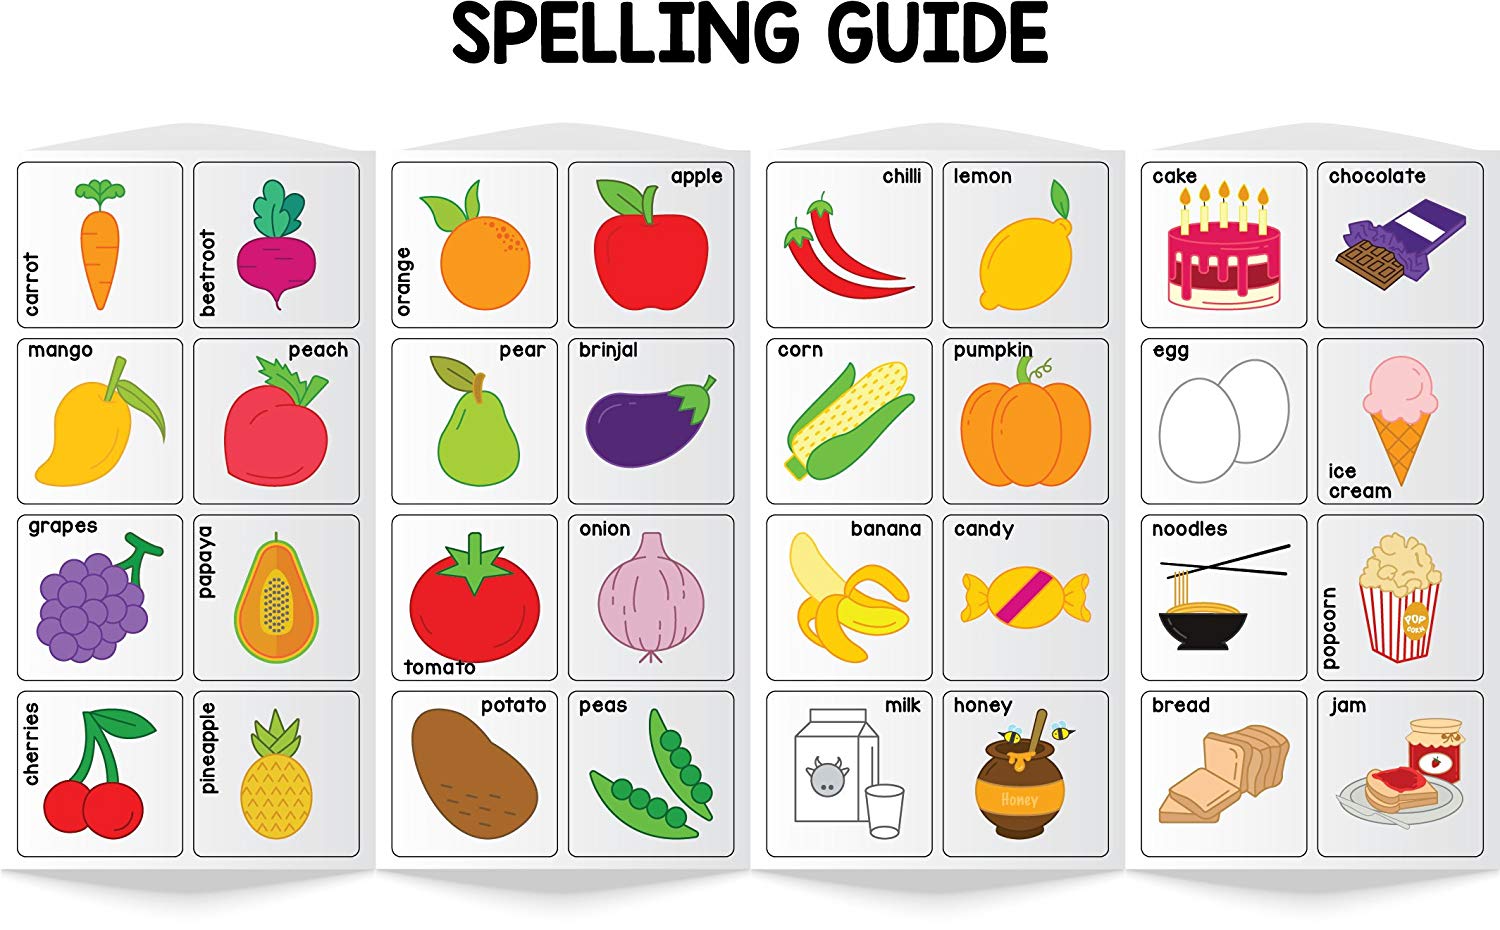 SPELLING GUIDE
carrot
beetroot
orange
apple
chilli
lemon
cake
chocolate
mango
peach
pear
brinjal
corn
pumpkin
egg
ice
cream
grapes
papaya
tomato
onion
banana
candy
noodles
popcorn
POP
CORN
cherries
pineapple
potato
peas
milk
honey
Honey
bread
jam